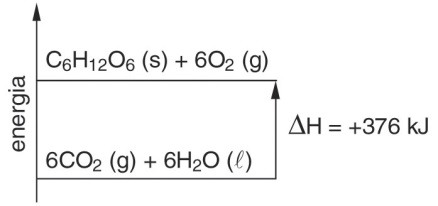 energia
C₆H₁₂O₆ (s) + 6O₂ (g)
ΔH = +376 kJ
6CO₂ (g) + 6H₂O (ℓ)